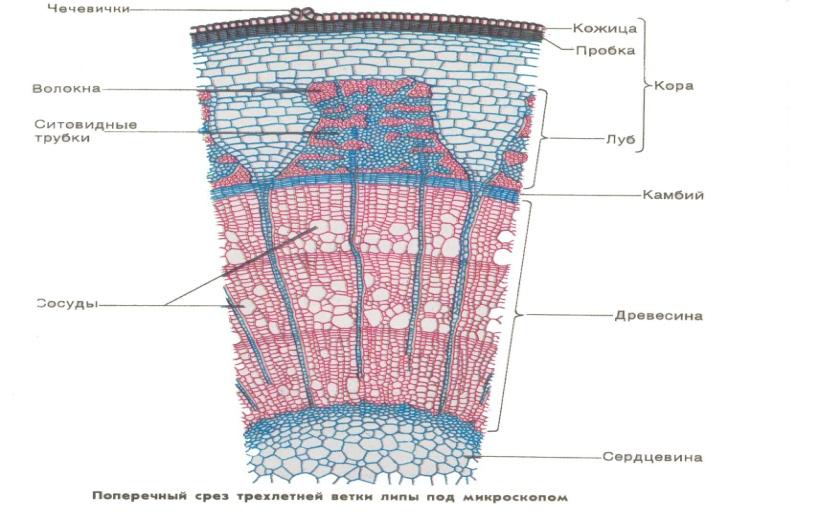 Чечевички
Кожица
Пробка
Кора
Волокна
Ситовидные
трубки
Луб
Камбий
Сосуды
Древесина
Сердцевина
Поперечный срез трехлетней ветки липы под микроскопом